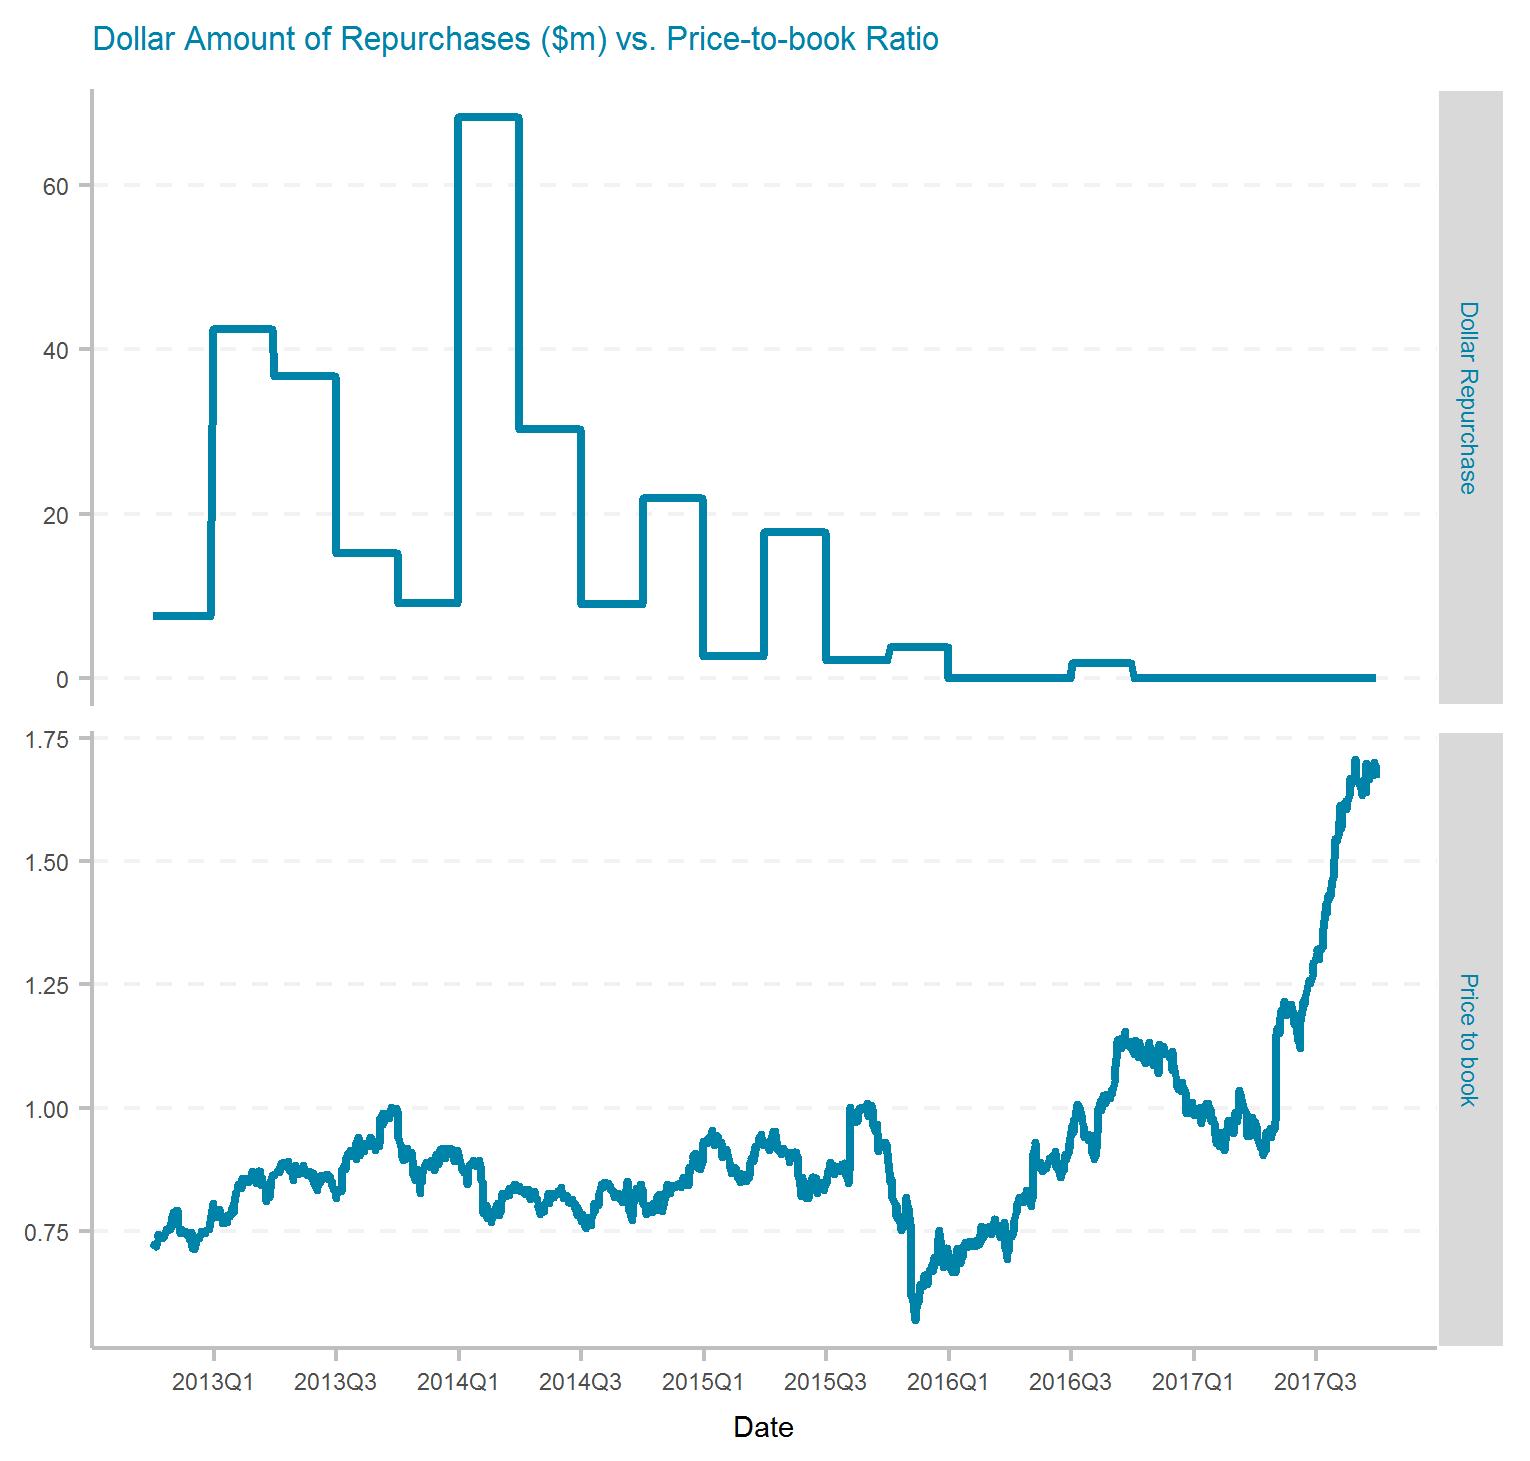 Dollar Amount of Repurchases ($m) vs. Price-to-book Ratio
60
40
20
0
Dollar Repurchase
1.75
1.50
1.25
1.00
0.75
Price to book
2013Q1 2013Q3 2014Q1 2014Q3 2015Q1 2015Q3 2016Q1 2016Q3 2017Q1 2017Q3
Date